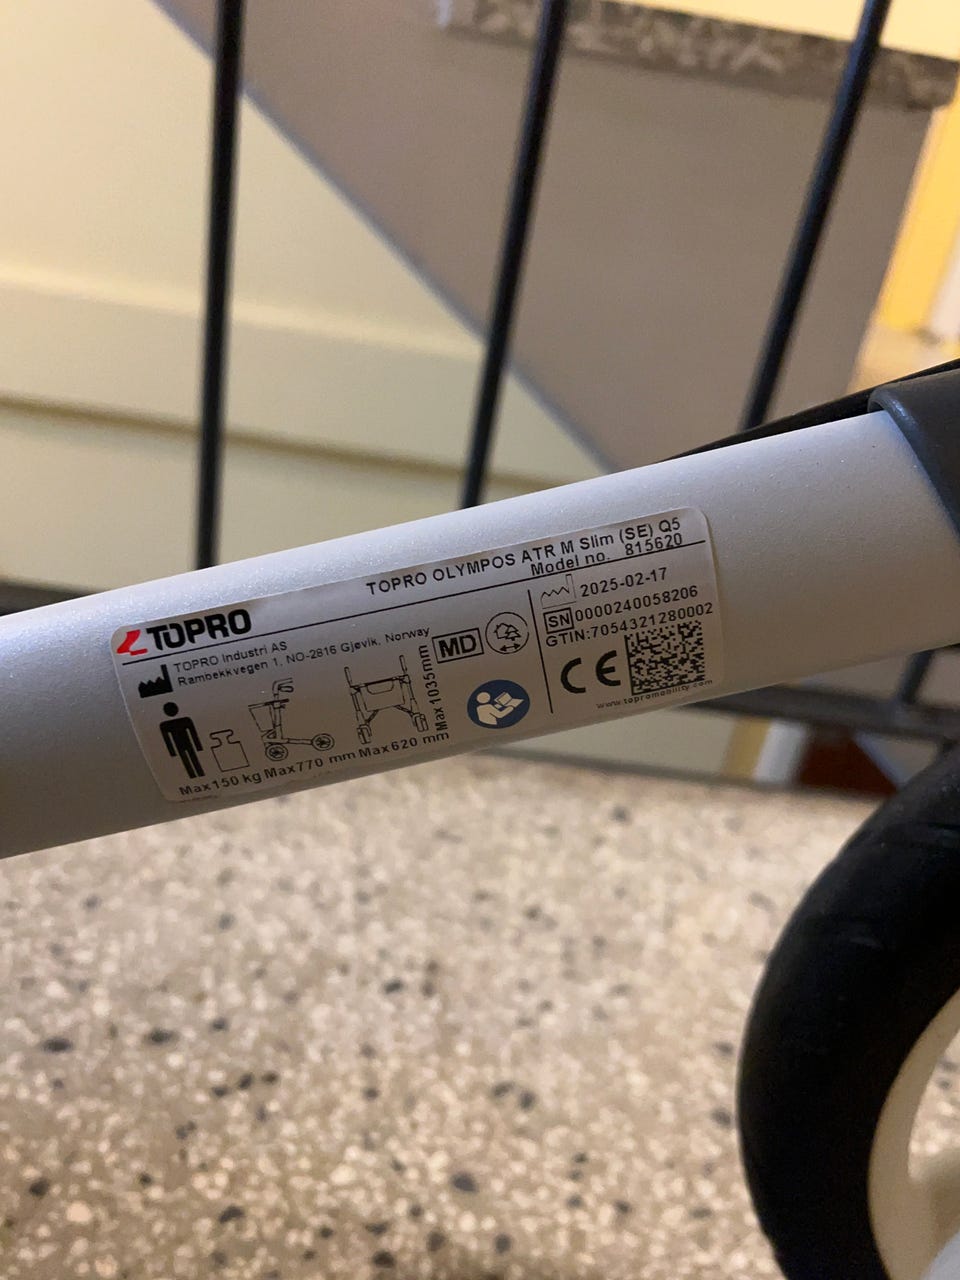 TOPRO OLYMPOS ATR M Slim (SE) Q5
Model no. 815620
TOPRO
TOPRO Industri AS
Rambekkvegen 1, NO-2816 Gjøvik, Norway
MD
2025-02-17
SN 0000240058206
GTIN:7054321280002
CE
www.topromobility.com
Max 150 kg
Max 770 mm
Max 620 mm
Max 1035mm